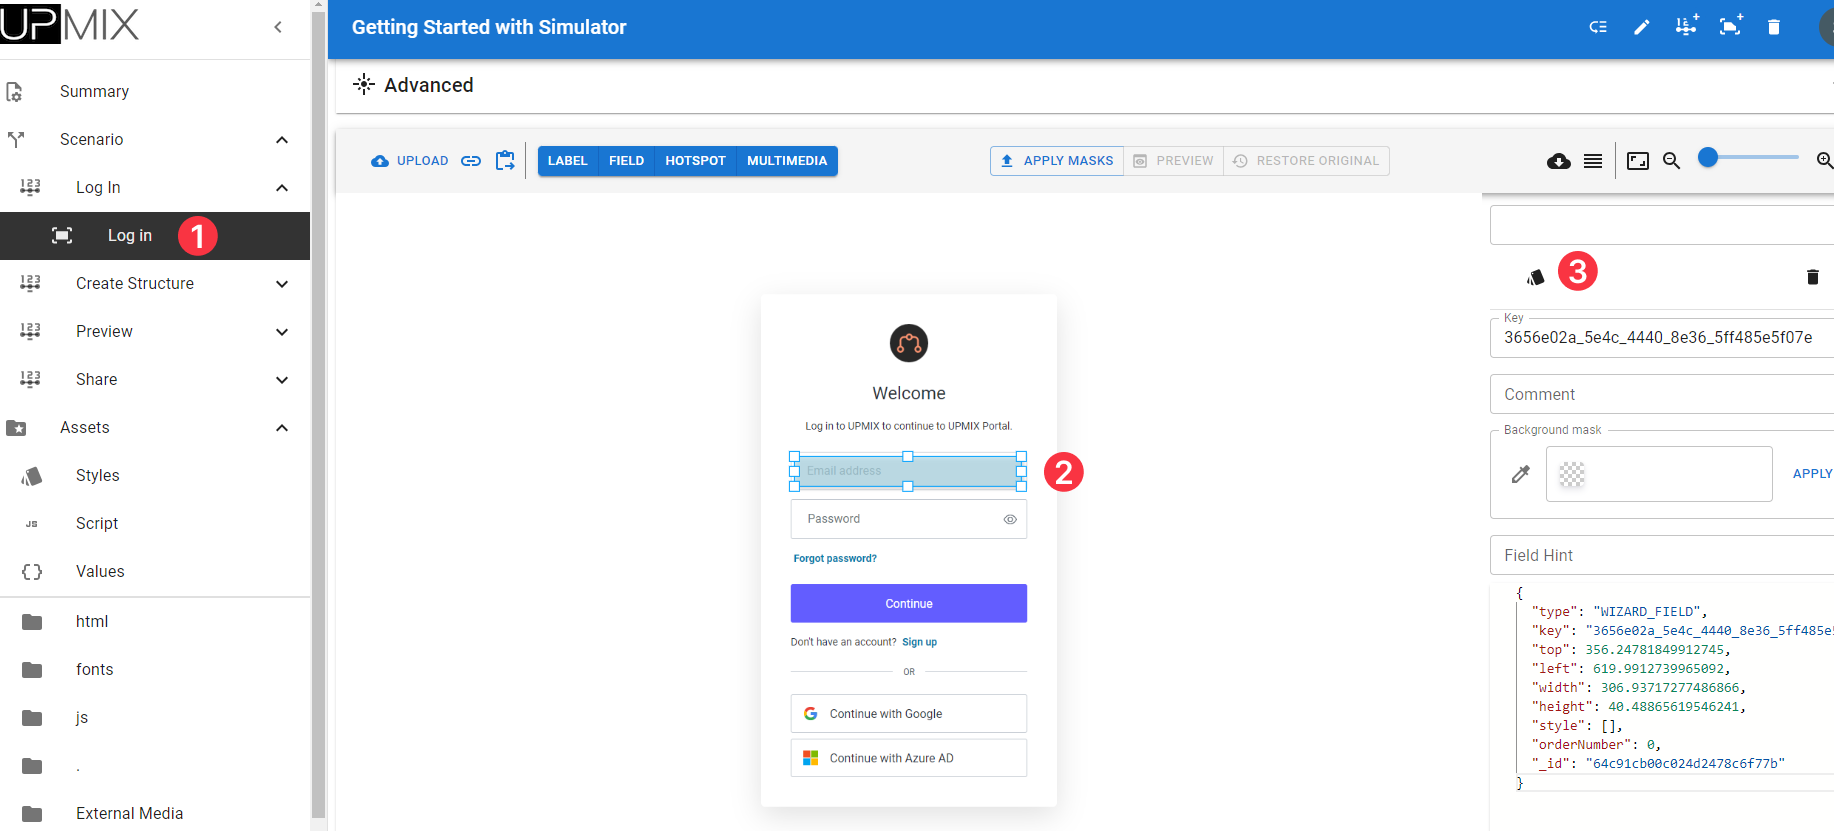 UPMIX
Summary
Scenario
Log In
Log in
1
Create Structure
Preview
Share
Assets
Styles
JS
Script
Values
html
fonts
js
.
External Media
Getting Started with Simulator
Advanced
UPLOAD
LABEL FIELD HOTSPOT MULTIMEDIA
APPLY MASKS PREVIEW RESTORE ORIGINAL
Welcome
Log in to UPMIX to continue to UPMIX Portal.
Email address
2
Password
Forgot password?
Continue
Don't have an account? Sign up
OR
Continue with Google
Continue with Azure AD
3
Key
3656e02a_5e4c_4440_8e36_5ff485e5f07e
Comment
Background mask
APPLY
Field Hint
{
"type": "WIZARD_FIELD",
"key": "3656e02a_5e4c_4440_8e36_5ff485e
"top": 356.24781849912745,
"left": 619.9912739965092,
"width": 306.93717277486866,
"height": 40.48865619546241,
"style": [],
"orderNumber": 0,
"_id": "64c91cb00c024d2478c6f77b"
}